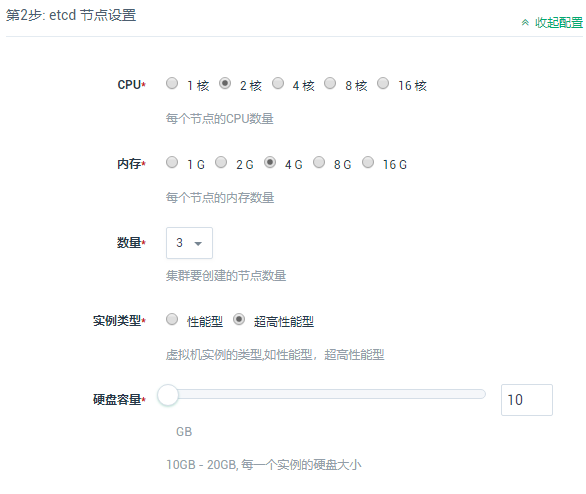 第2步: etcd 节点设置
收起配置
CPU* 1 核 2 核 4 核 8 核 16 核
每个节点的CPU数量
内存* 1 G 2 G 4 G 8 G 16 G
每个节点的内存数量
数量* 3
集群要创建的节点数量
实例类型* 性能型 超高性能型
虚拟机实例的类型,如性能型，超高性能型
硬盘容量* 10
GB
10GB - 20GB, 每一个实例的硬盘大小